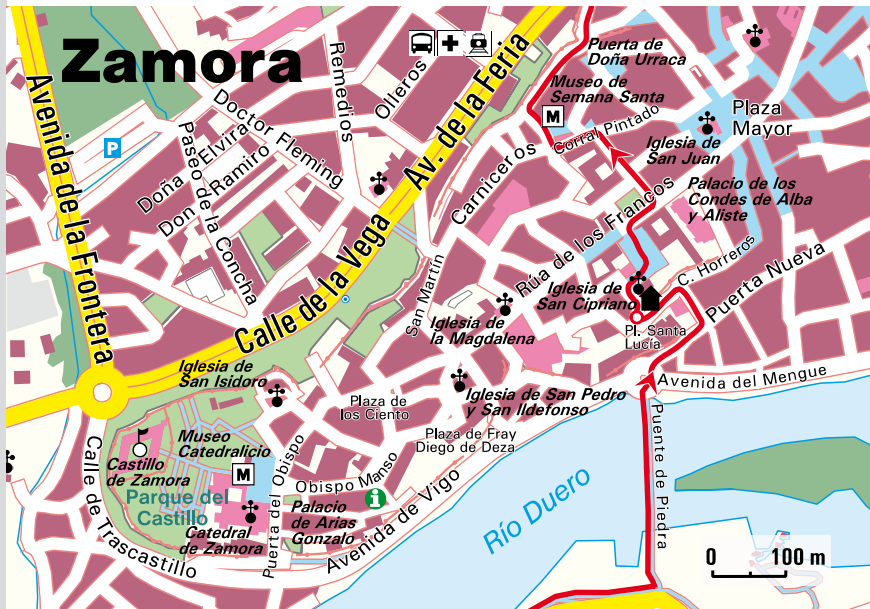 Zamora
Avenida de la Frontera
P
Doña Elvira
Don Ramiro
Doctor Fleming
Paseo de la Concha
Remedios
Olleros
Av. de la Feria
Calle de la Vega
Puerta de
Doña Urraca
Museo de
Semana Santa
M
Corral Pintado
Carniceros
Plaza
Mayor
Iglesia de
San Juan
Palacio de los
Condes de Alba
y Aliste
Rúa de los Francos
C. Horreros
Puerta Nueva
Iglesia de
San Cipriano
Pl. Santa
Lucía
San Martín
Iglesia de
la Magdalena
Iglesia de
San Isidoro
Plaza de
los Ciento
Iglesia de San Pedro
y San Ildefonso
Avenida del Mengue
Plaza de Fray
Diego de Deza
Museo
Catedralicio
M
Castillo
de Zamora
Parque del
Castillo
Catedral
de Zamora
Calle de Trascastillo
Puerta del Obispo
Obispo Manso
i
Palacio
de Arias
Gonzalo
Avenida de Vigo
Río Duero
Puente de Piedra
0 100 m